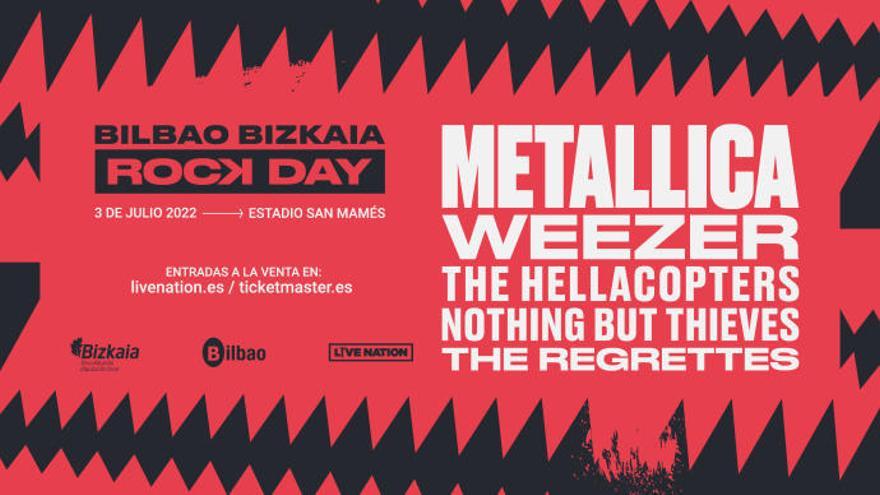 BILBAO BIZKAIA
ROCK DAY
3 DE JULIO 2022 → ESTADIO SAN MAMÉS
ENTRADAS A LA VENTA EN:
livenation.es / ticketmaster.es
Bizkaia
Bilbao
LIVE NATION
METALLICA
WEEZER
THE HELLACOPTERS
NOTHING BUT THIEVES
THE REGRETTES